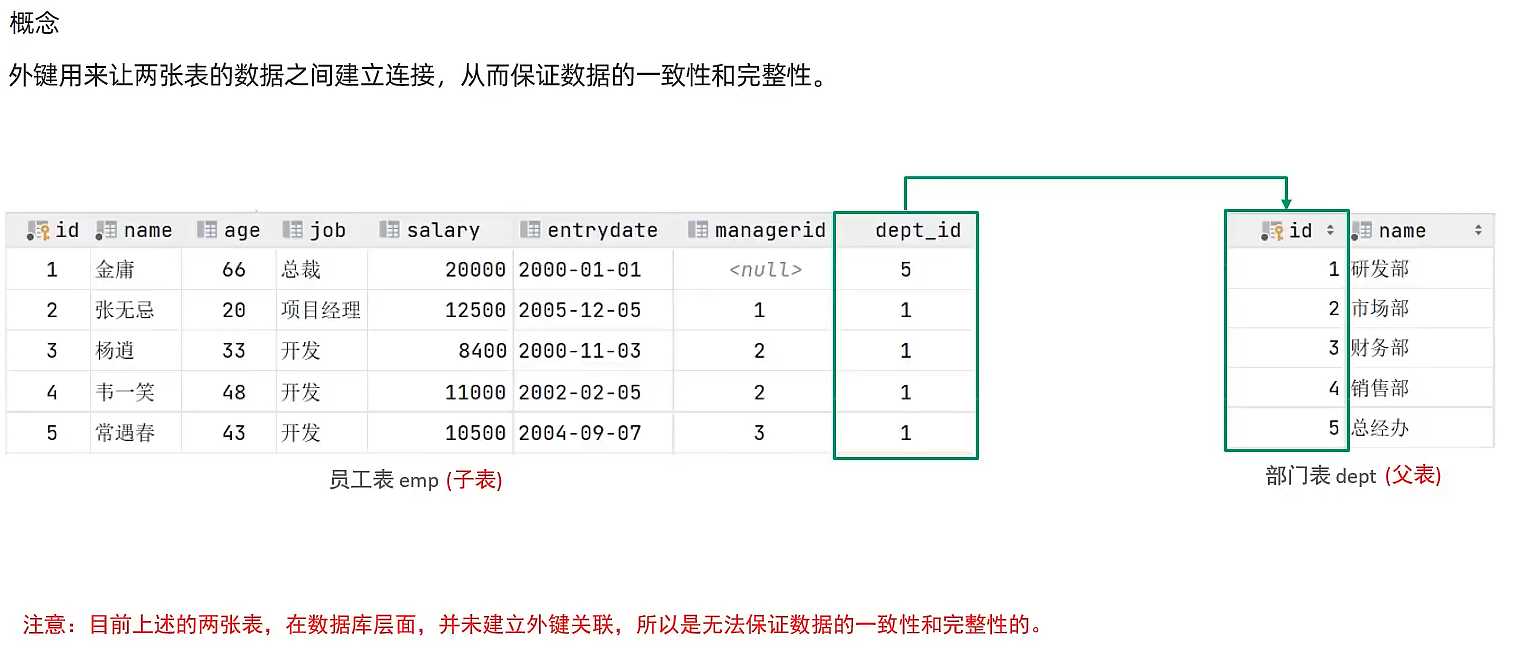 概念
外键用来让两张表的数据之间建立连接，从而保证数据的一致性和完整性。
id name age job salary entrydate managerid dept_id
1 金庸 66 总裁 20000 2000-01-01 <null> 5
2 张无忌 20 项目经理 12500 2005-12-05 1 1
3 杨逍 33 开发 8400 2000-11-03 2 1
4 韦一笑 48 开发 11000 2002-02-05 2 1
5 常遇春 43 开发 10500 2004-09-07 3 1
员工表 emp (子表)
id name
1 研发部
2 市场部
3 财务部
4 销售部
5 总经办
部门表 dept (父表)
注意：目前上述的两张表，在数据库层面，并未建立外键关联，所以是无法保证数据的一致性和完整性的。